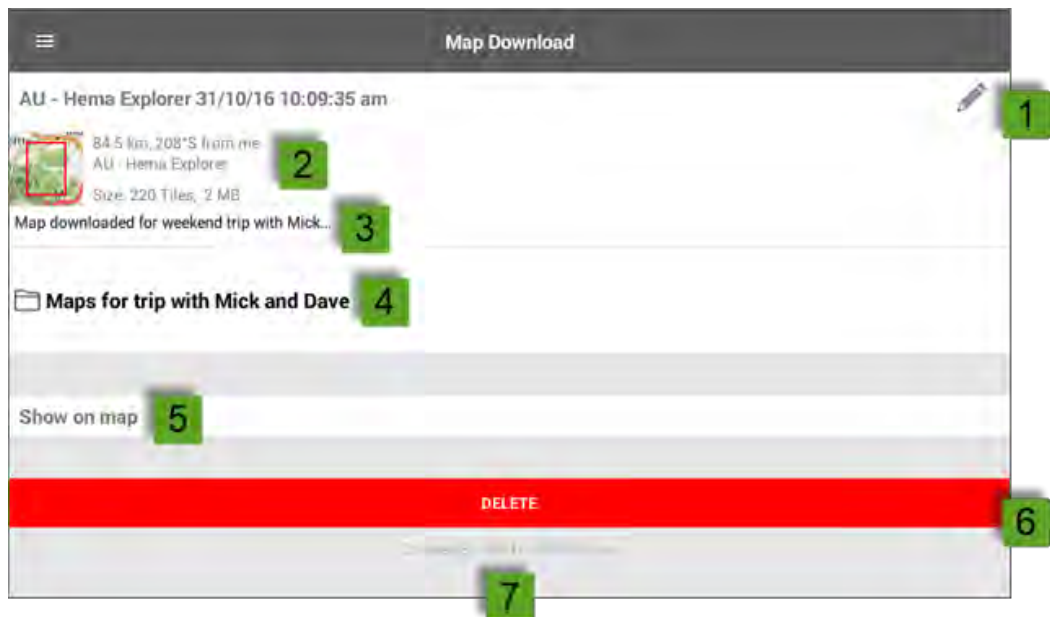 Map Download
AU - Hema Explorer 31/10/16 10:09:35 am
1
84.5 km, 208°S from me
2
AU - Hema Explorer
Size: 220 Tiles, 2 MB
Map downloaded for weekend trip with Mick...
3
Maps for trip with Mick and Dave
4
Show on map
5
DELETE
6
7